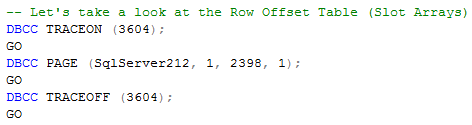 -- Let's take a look at the Row Offset Table (Slot Arrays)
DBCC TRACEON (3604);
GO
DBCC PAGE (SqlServer212, 1, 2398, 1);
GO
DBCC TRACEOFF (3604);
GO